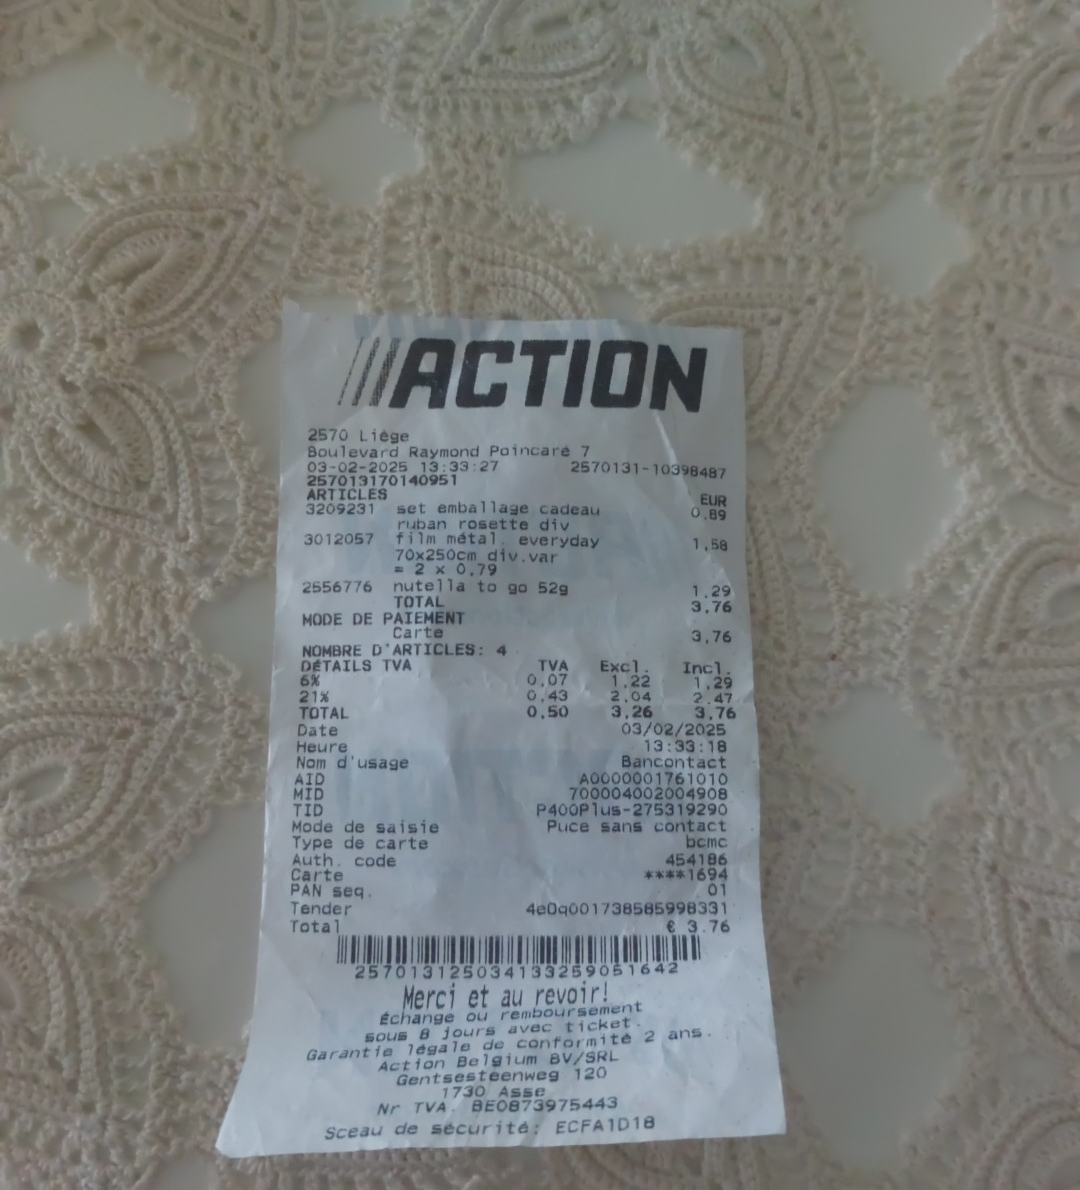 ACTION
2570 Liège
Boulevard Raymond Poincaré 7
03-02-2025 13:33:27 2570131-10398487
257013170140951
ARTICLES EUR
3209231 set emballage cadeau 0,89
ruban rosette div
3012057 film métal. everyday 1,58
70x250cm div.var
= 2 x 0,79
2556776 nutella to go 52g 1,29
TOTAL 3,76
MODE DE PAIEMENT
Carte 3,76
NOMBRE D'ARTICLES: 4
DÉTAILS TVA TVA Excl. Incl.
6% 0,07 1,22 1,29
21% 0,43 2,04 2,47
TOTAL 0,50 3,26 3,76
Date 03/02/2025
Heure 13:33:18
Nom d'usage Bancontact
AID A0000001761010
MID 700004002004908
TID P400Plus-275319290
Mode de saisie Puce sans contact
Type de carte bcmc
Auth. code 454186
Carte ****1694
PAN seq. 01
Tender 4e0q001738585998331
Total € 3.76
2570131250341332590516​42
Merci et au revoir!
Échange ou remboursement
sous 8 jours avec ticket.
Garantie légale de conformité 2 ans.
Action Belgium BV/SRL
Gentsesteenweg 120
1730 Asse
Nr TVA. BE0873975443
Sceau de sécurité: ECFA1D18